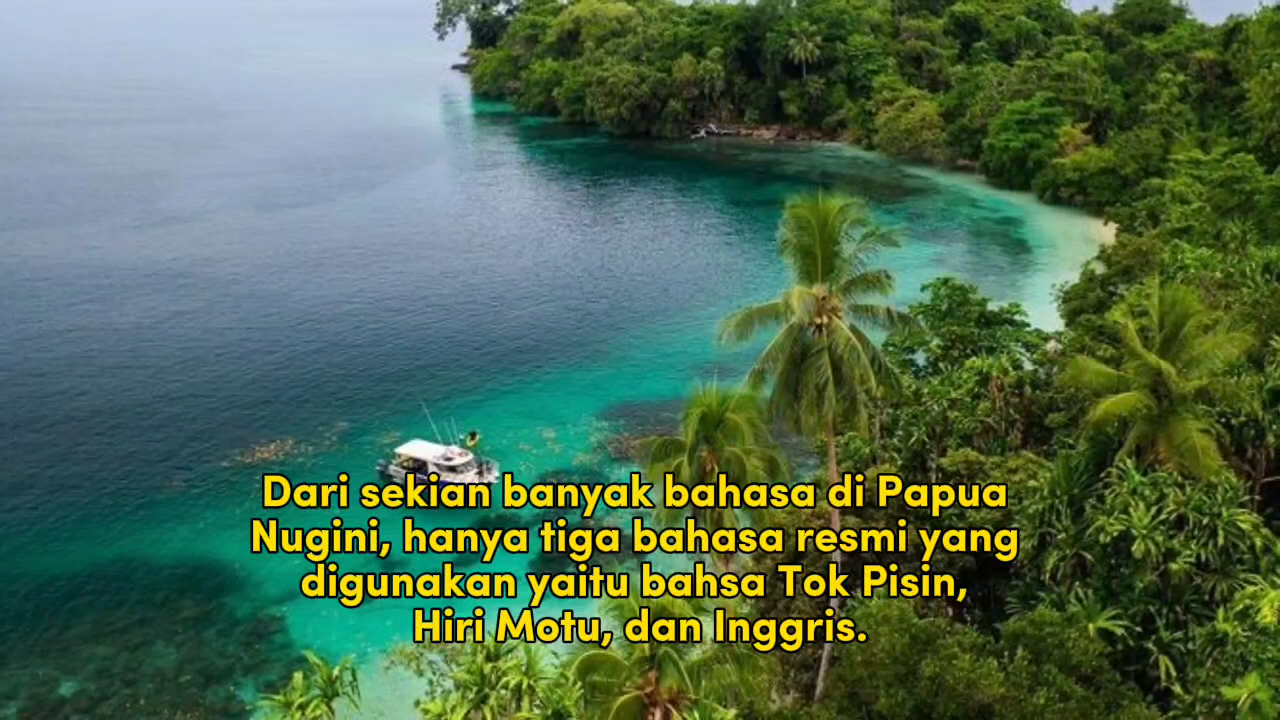 Dari sekian banyak bahasa di Papua
Nugini, hanya tiga bahasa resmi yang
digunakan yaitu bahsa Tok Pisin,
Hiri Motu, dan Inggris.